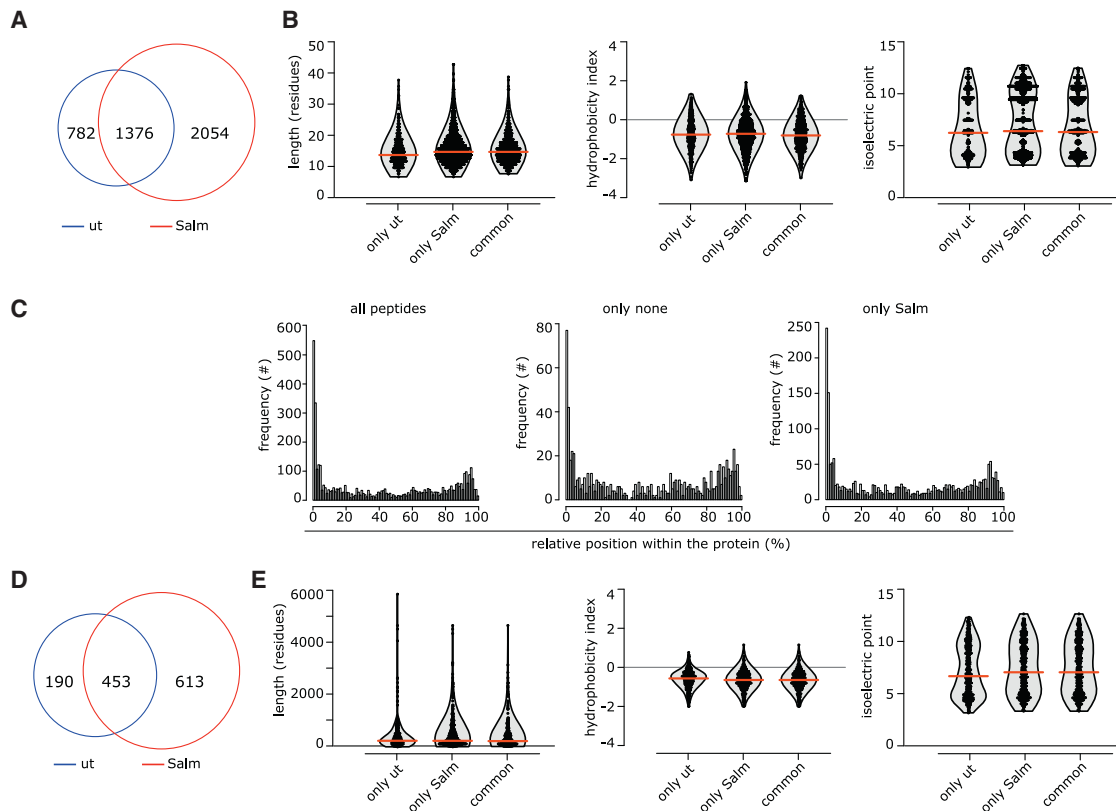 A
782 1376 2054
ut Salm
B
length (residues)
50
40
30
20
10
0
only ut only Salm common
hydrophobicity index
4
2
0
-2
-4
only ut only Salm common
isoelectric point
15
10
5
0
only ut only Salm common
C
all peptides
frequency (#)
600
500
400
300
200
100
0
0 20 40 60 80 100
only none
frequency (#)
80
60
40
20
0
0 20 40 60 80 100
only Salm
frequency (#)
250
200
150
100
50
0
0 20 40 60 80 100
relative position within the protein (%)
D
190 453 613
ut Salm
E
length (residues)
6000
4000
2000
0
only ut only Salm common
hydrophobicity index
4
2
0
-2
-4
only ut only Salm common
isoelectric point
15
10
5
0
only ut only Salm common